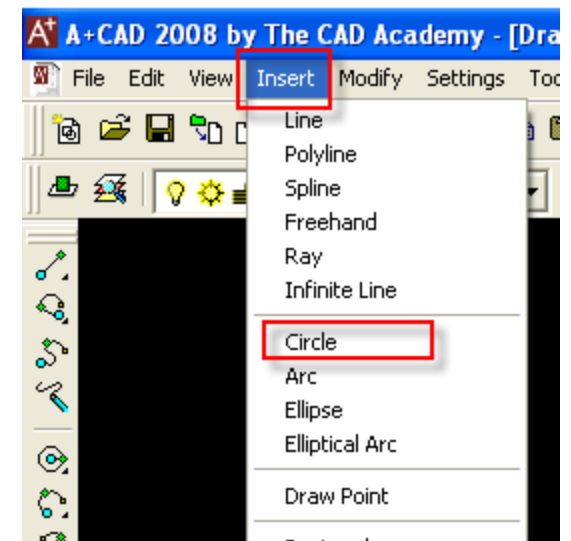 A+ A+CAD 2008 by The CAD Academy - [Dra
File Edit View Insert Modify Settings Too
Line
Polyline
Spline
Freehand
Ray
Infinite Line
Circle
Arc
Ellipse
Elliptical Arc
Draw Point